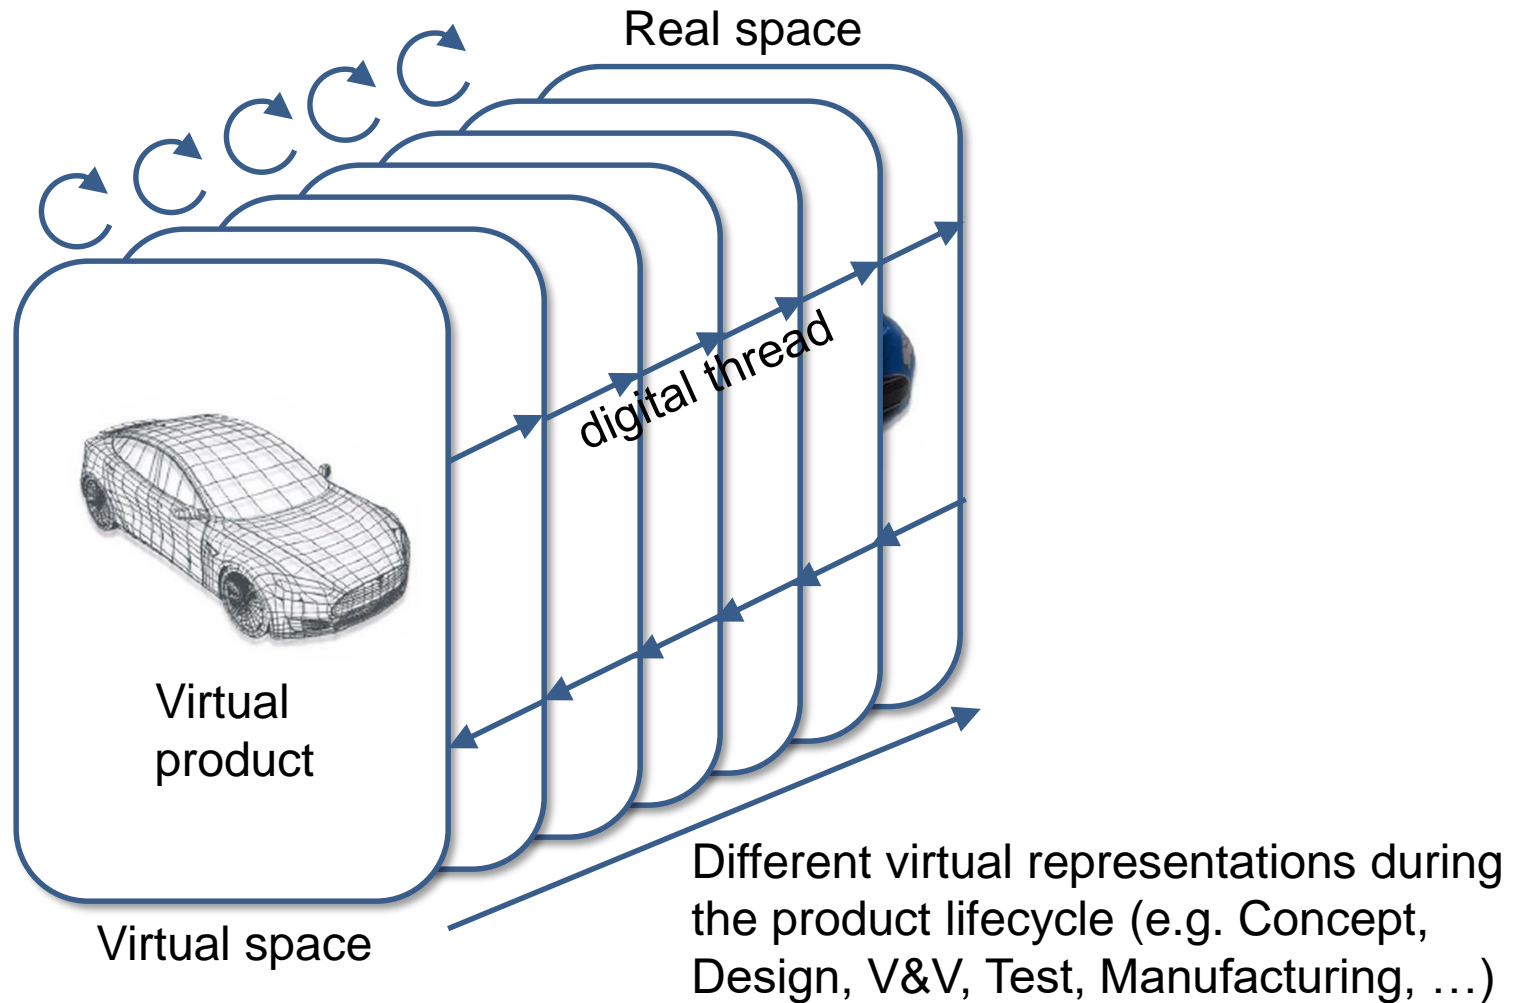 Real space
digital thread
Virtual
product
Virtual space
Different virtual representations during
the product lifecycle (e.g. Concept,
Design, V&V, Test, Manufacturing, …)